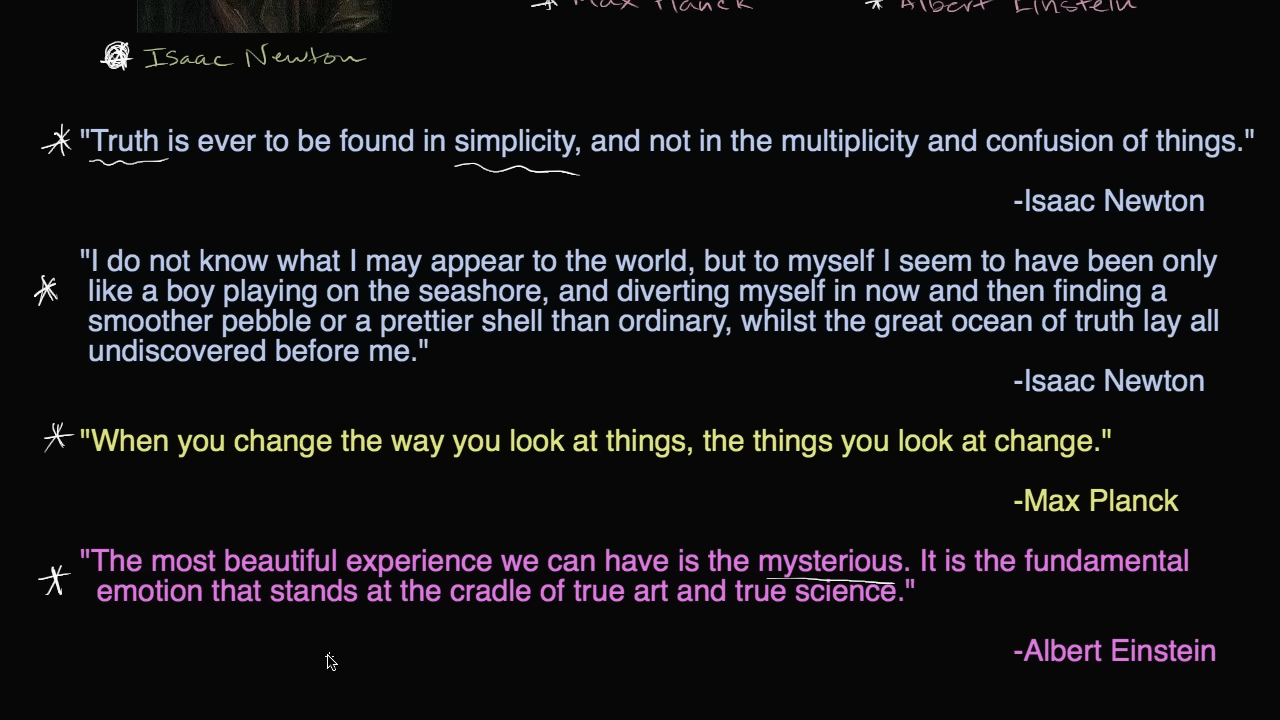 Max Planck
Albert Einstein
Isaac Newton
"Truth is ever to be found in simplicity, and not in the multiplicity and confusion of things."
-Isaac Newton
"I do not know what I may appear to the world, but to myself I seem to have been only
like a boy playing on the seashore, and diverting myself in now and then finding a
smoother pebble or a prettier shell than ordinary, whilst the great ocean of truth lay all
undiscovered before me."
-Isaac Newton
"When you change the way you look at things, the things you look at change."
-Max Planck
"The most beautiful experience we can have is the mysterious. It is the fundamental
emotion that stands at the cradle of true art and true science."
-Albert Einstein